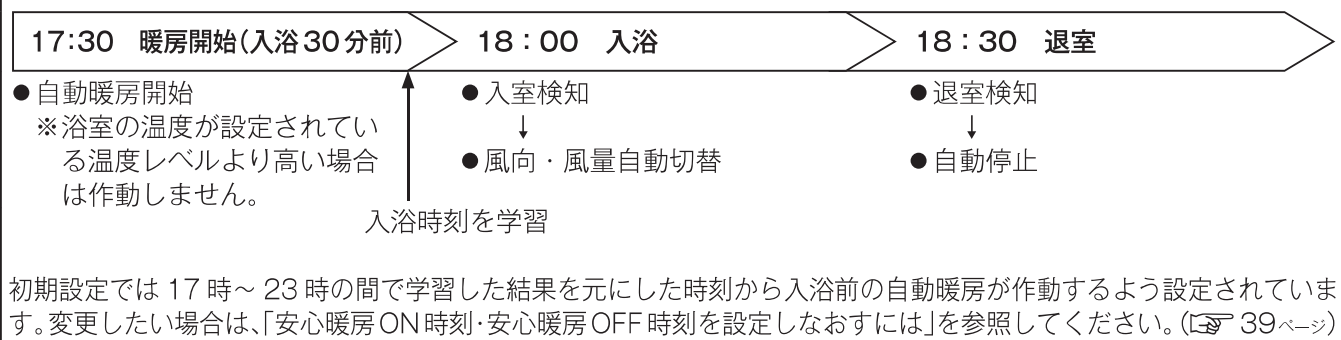 17:30 暖房開始(入浴30分前)
18:00 入浴
18:30 退室
●自動暖房開始
※浴室の温度が設定されてい
る温度レベルより高い場合
は作動しません。
入浴時刻を学習
●入室検知
↓
●風向・風量自動切替
●退室検知
↓
●自動停止
初期設定では 17 時～ 23 時の間で学習した結果を元にした時刻から入浴前の自動暖房が作動するよう設定されていま
す。変更したい場合は、「安心暖房ON時刻・安心暖房OFF時刻を設定しなおすには」を参照してください。(☞ 39ページ)